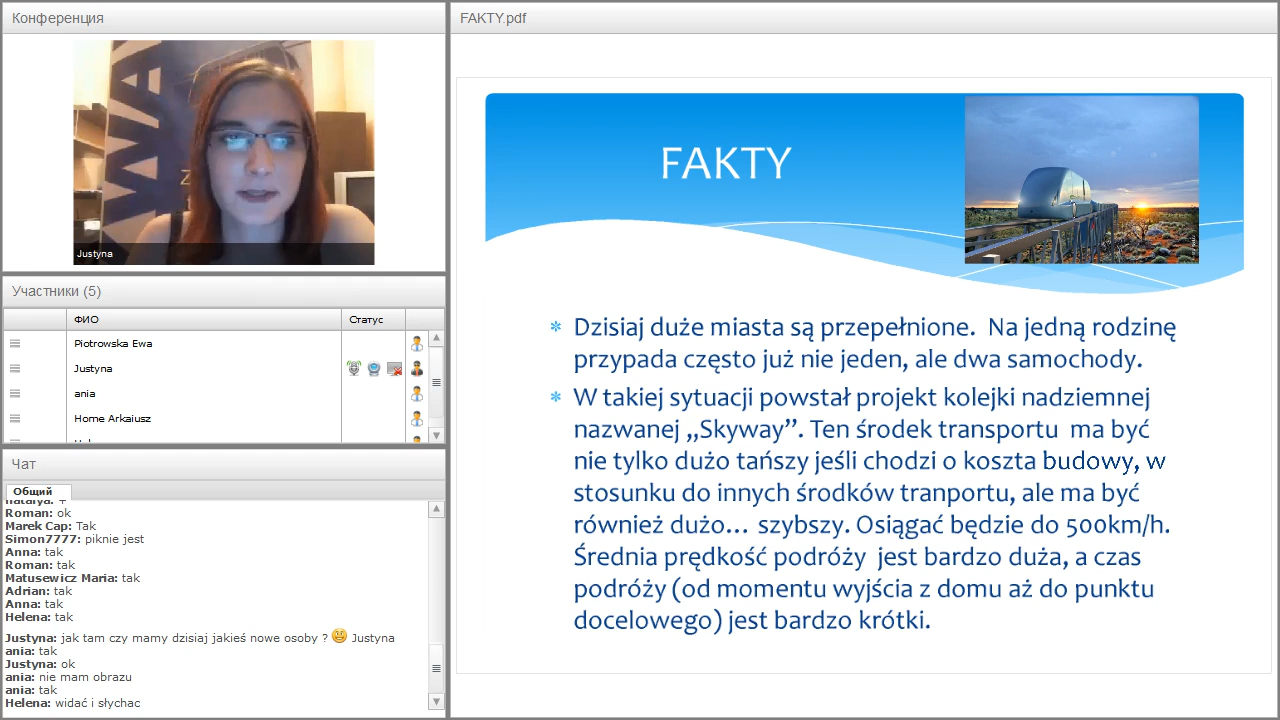 Конференция
WAY
Justyna
Участники (5)
ФИО
Статус
Piotrowska Ewa
Justyna
ania
Home Arkaiusz
Чат
Общий
natalya: +
Roman: ok
Marek Cap: Tak
Simon7777: piknie jest
Anna: tak
Roman: tak
Matusewicz Maria: tak
Adrian: tak
Anna: tak
Helena: tak
Justyna: jak tam czy mamy dzisiaj jakieś nowe osoby ? Justyna
ania: tak
Justyna: ok
ania: nie mam obrazu
ania: tak
Helena: widać i słychac
FAKTY.pdf
FAKTY
Dzisiaj duże miasta są przepełnione. Na jedną rodzinę
przypada często już nie jeden, ale dwa samochody.
W takiej sytuacji powstał projekt kolejki nadziemnej
nazwanej „Skyway”. Ten środek transportu ma być
nie tylko dużo tańszy jeśli chodzi o koszta budowy, w
stosunku do innych środków tranportu, ale ma być
również dużo... szybszy. Osiągać będzie do 500km/h.
Średnia prędkość podróży jest bardzo duża, a czas
podróży (od momentu wyjścia z domu aż do punktu
docelowego) jest bardzo krótki.